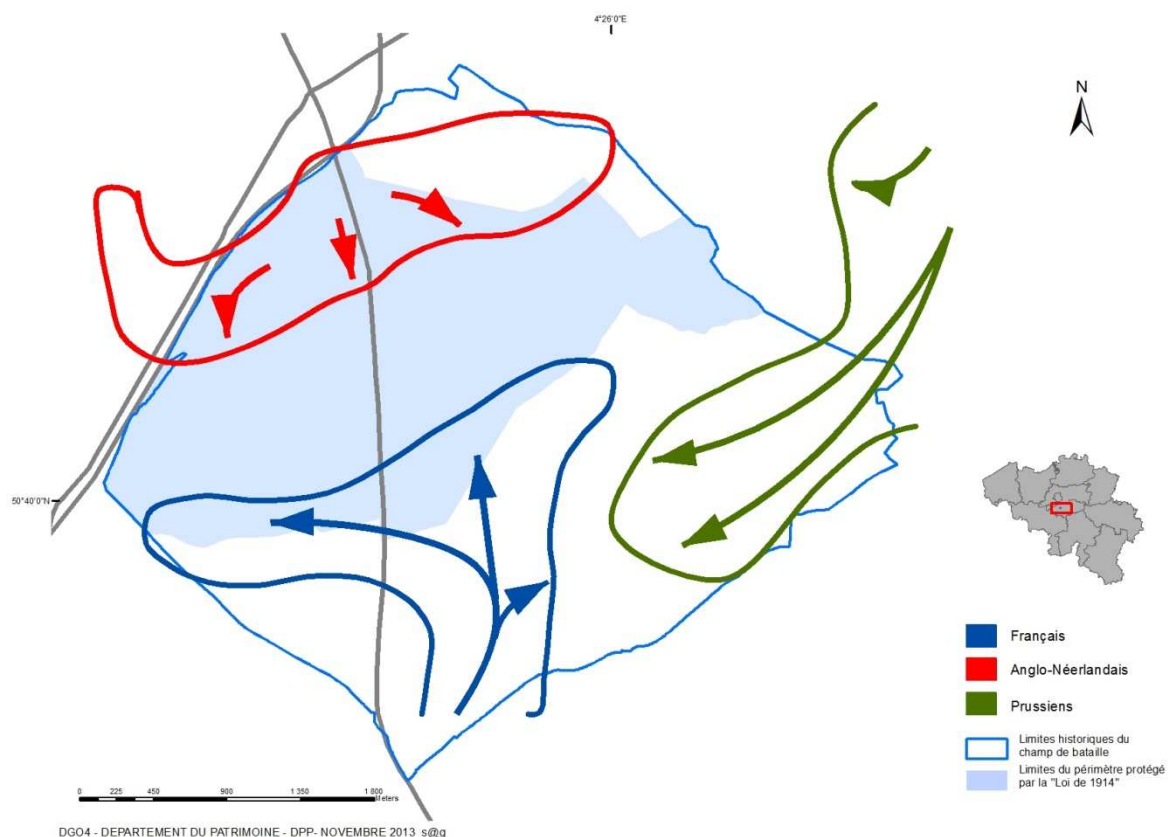 4°26'0"E
N
50°40'0"N
Français
Anglo-Néerlandais
Prussiens
Limites historiques du
champ de bataille
Limites du périmètre protégé
par la "Loi de 1914"
0 225 450 900 1 350 1 800
Meters
DGO4 - DEPARTEMENT DU PATRIMOINE - DPP- NOVEMBRE 2013 s@g